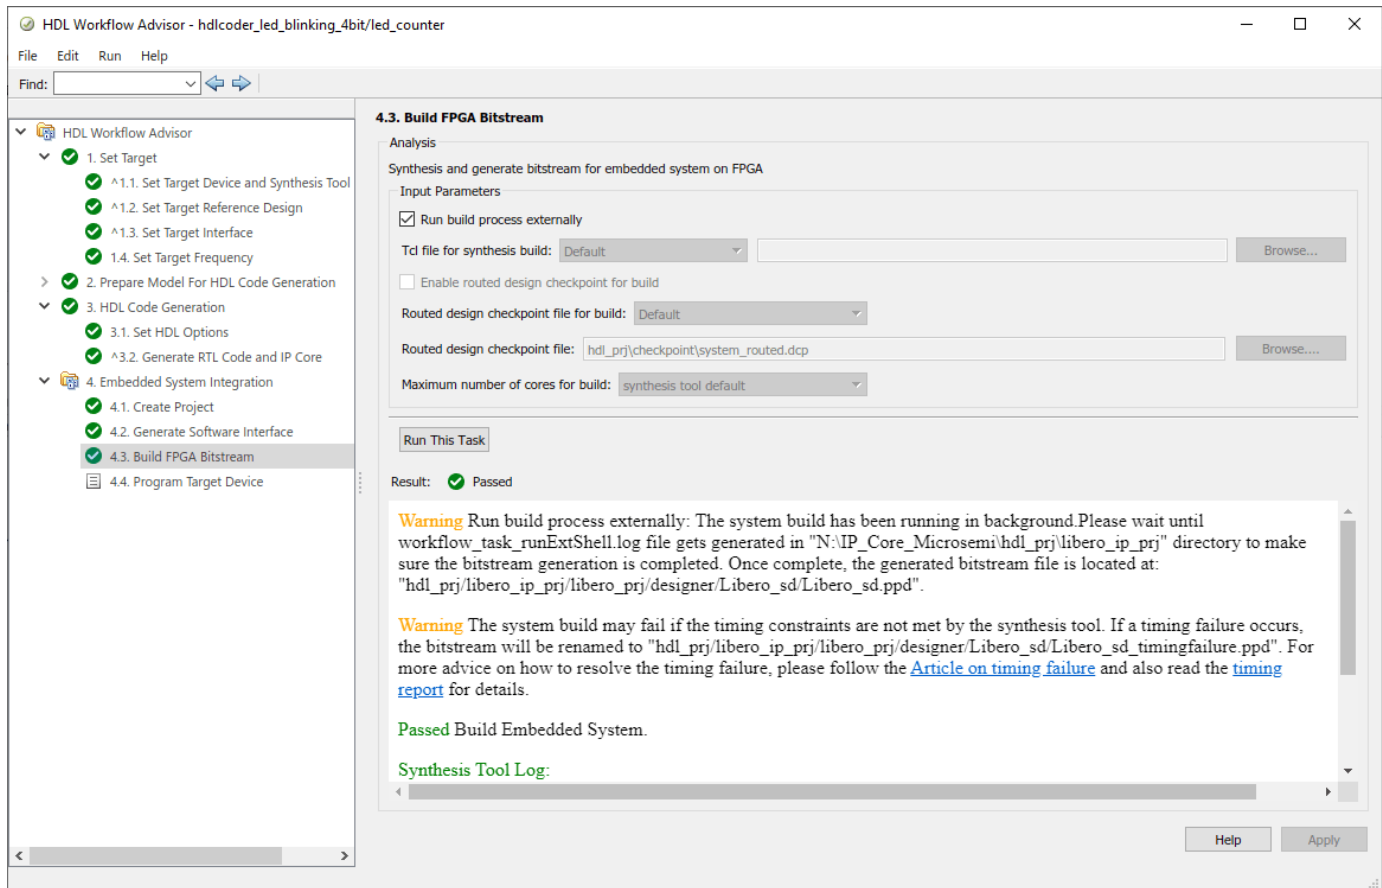 HDL Workflow Advisor - hdlcoder_led_blinking_4bit/led_counter
File Edit Run Help
Find:
HDL Workflow Advisor
1. Set Target
^1.1. Set Target Device and Synthesis Tool
^1.2. Set Target Reference Design
^1.3. Set Target Interface
1.4. Set Target Frequency
2. Prepare Model For HDL Code Generation
3. HDL Code Generation
3.1. Set HDL Options
^3.2. Generate RTL Code and IP Core
4. Embedded System Integration
4.1. Create Project
4.2. Generate Software Interface
4.3. Build FPGA Bitstream
4.4. Program Target Device
4.3. Build FPGA Bitstream
Analysis
Synthesis and generate bitstream for embedded system on FPGA
Input Parameters
Run build process externally
Tcl file for synthesis build: Default Browse...
Enable routed design checkpoint for build
Routed design checkpoint file for build: Default
Routed design checkpoint file: hdl_prj\checkpoint\system_routed.dcp Browse....
Maximum number of cores for build: synthesis tool default
Run This Task
Result: Passed
Warning Run build process externally: The system build has been running in background.Please wait until
workflow_task_runExtShell.log file gets generated in "N:\IP_Core_Microsemi\hdl_prj\libero_ip_prj" directory to make
sure the bitstream generation is completed. Once complete, the generated bitstream file is located at:
"hdl_prj/libero_ip_prj/libero_prj/designer/Libero_sd/Libero_sd.ppd".
Warning The system build may fail if the timing constraints are not met by the synthesis tool. If a timing failure occurs,
the bitstream will be renamed to "hdl_prj/libero_ip_prj/libero_prj/designer/Libero_sd/Libero_sd_timingfailure.ppd". For
more advice on how to resolve the timing failure, please follow the Article on timing failure and also read the timing
report for details.
Passed Build Embedded System.
Synthesis Tool Log:
Help Apply